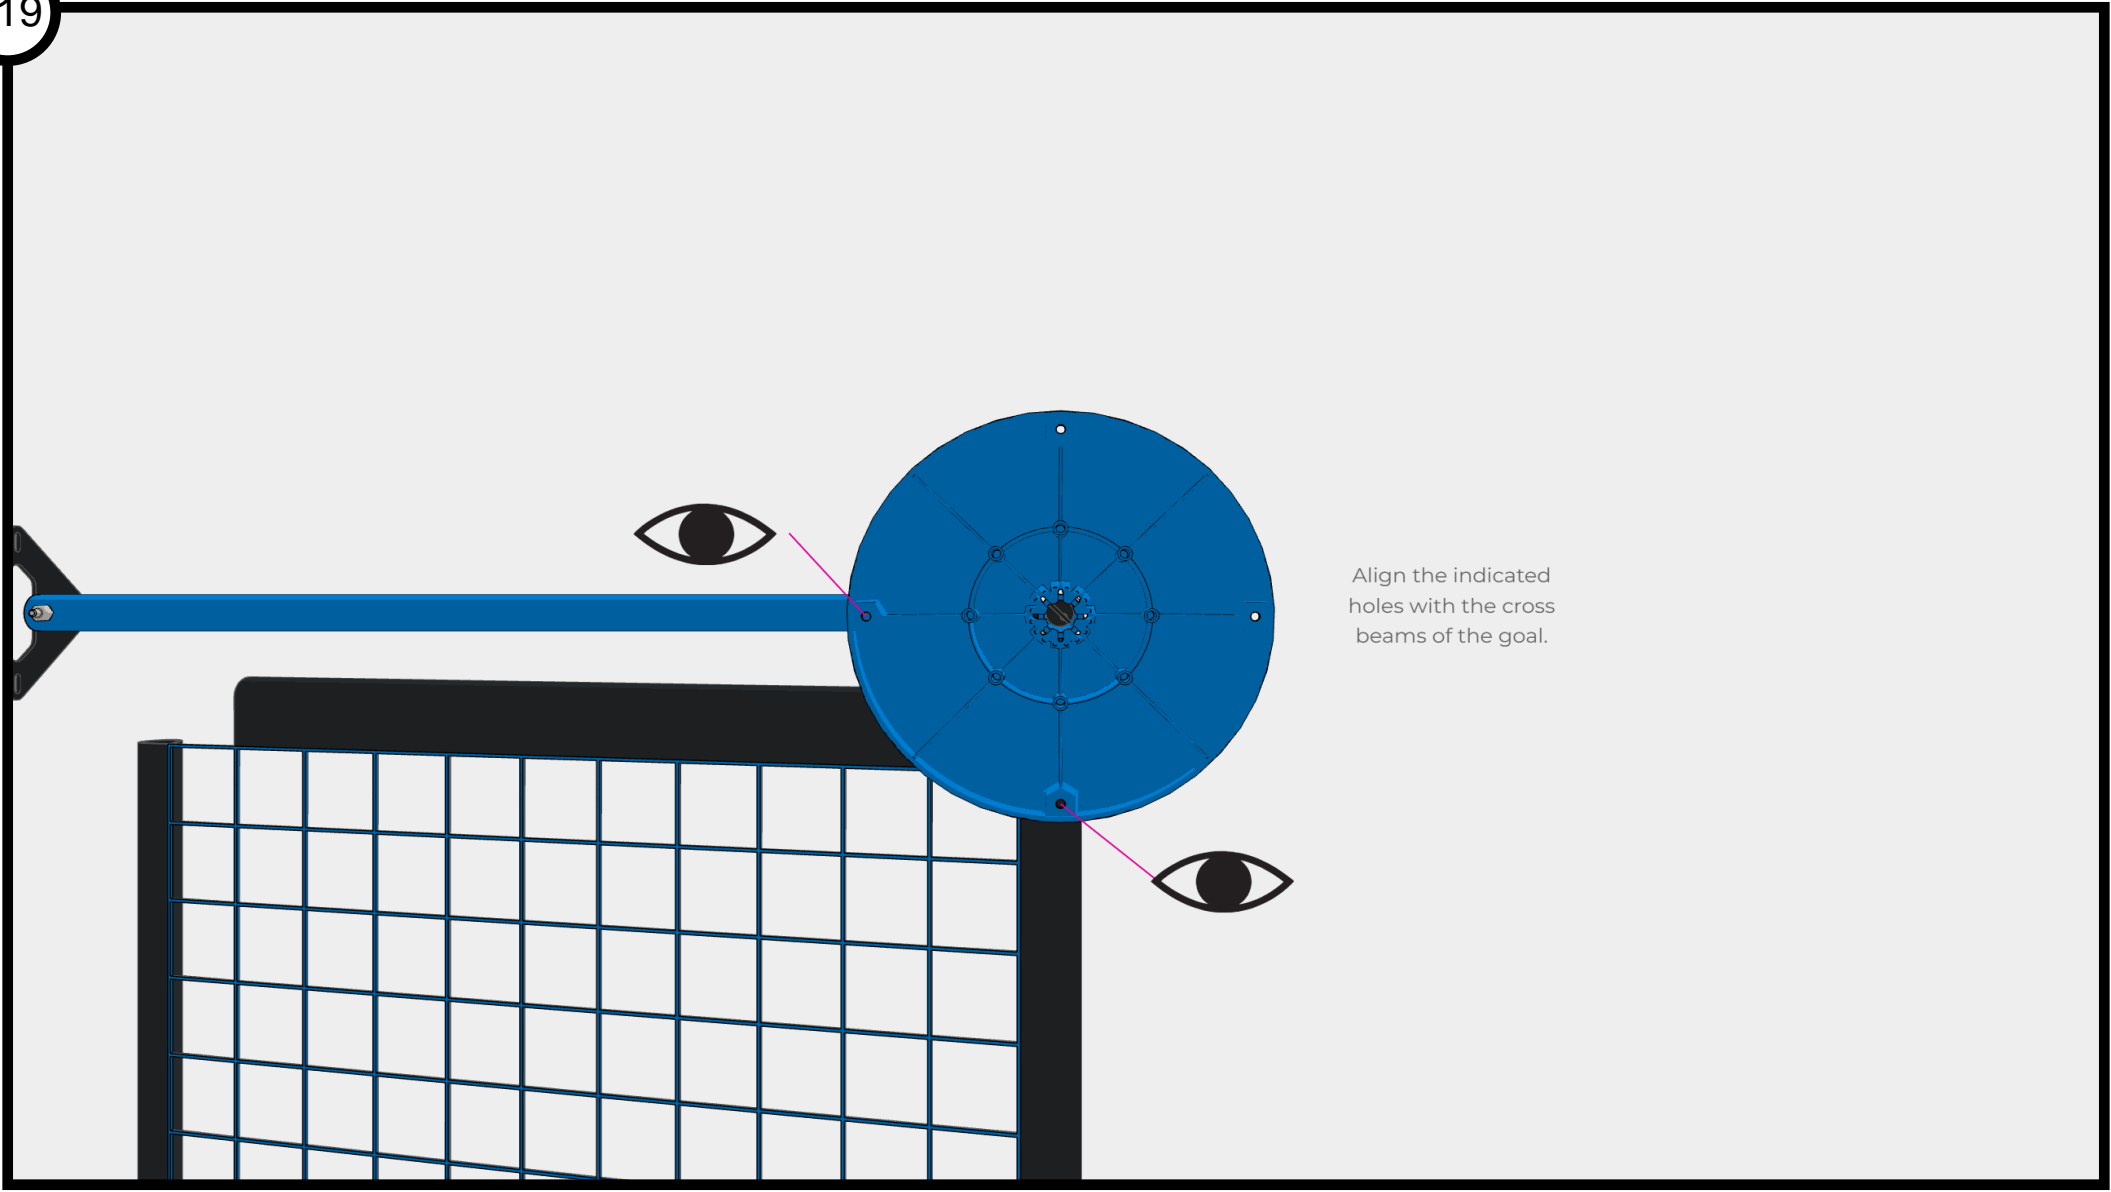 19
Align the indicated
holes with the cross
beams of the goal.